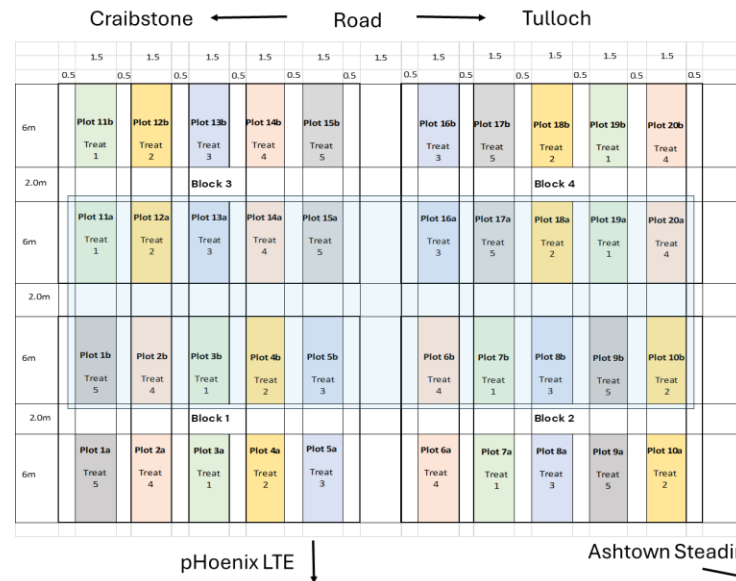 Craibstone Road Tulloch
1.5 1.5 1.5 1.5 1.5 1.5 1.5 1.5 1.5 1.5 1.5
0.5 0.5 0.5 0.5 0.5 0.5 0.5 0.5 0.5 0.5 0.5 0.5
6m
Plot 11b Plot 12b Plot 13b Plot 14b Plot 15b Plot 16b Plot 17b Plot 18b Plot 19b Plot 20b
Treat Treat Treat Treat Treat Treat Treat Treat Treat Treat
1 2 3 4 5 3 5 2 1 4
2.0m Block 3 Block 4
6m
Plot 11a Plot 12a Plot 13a Plot 14a Plot 15a Plot 16a Plot 17a Plot 18a Plot 19a Plot 20a
Treat Treat Treat Treat Treat Treat Treat Treat Treat Treat
1 2 3 4 5 3 5 2 1 4
2.0m
6m
Plot 1b Plot 2b Plot 3b Plot 4b Plot 5b Plot 6b Plot 7b Plot 8b Plot 9b Plot 10b
Treat Treat Treat Treat Treat Treat Treat Treat Treat Treat
5 4 1 2 3 4 1 3 5 2
2.0m Block 1 Block 2
Plot 1a Plot 2a Plot 3a Plot 4a Plot 5a Plot 6a Plot 7a Plot 8a Plot 9a Plot 10a
6m Treat Treat Treat Treat Treat Treat Treat Treat Treat Treat
5 4 1 2 3 4 1 3 5 2
pHoenix LTE Ashtown Steadin